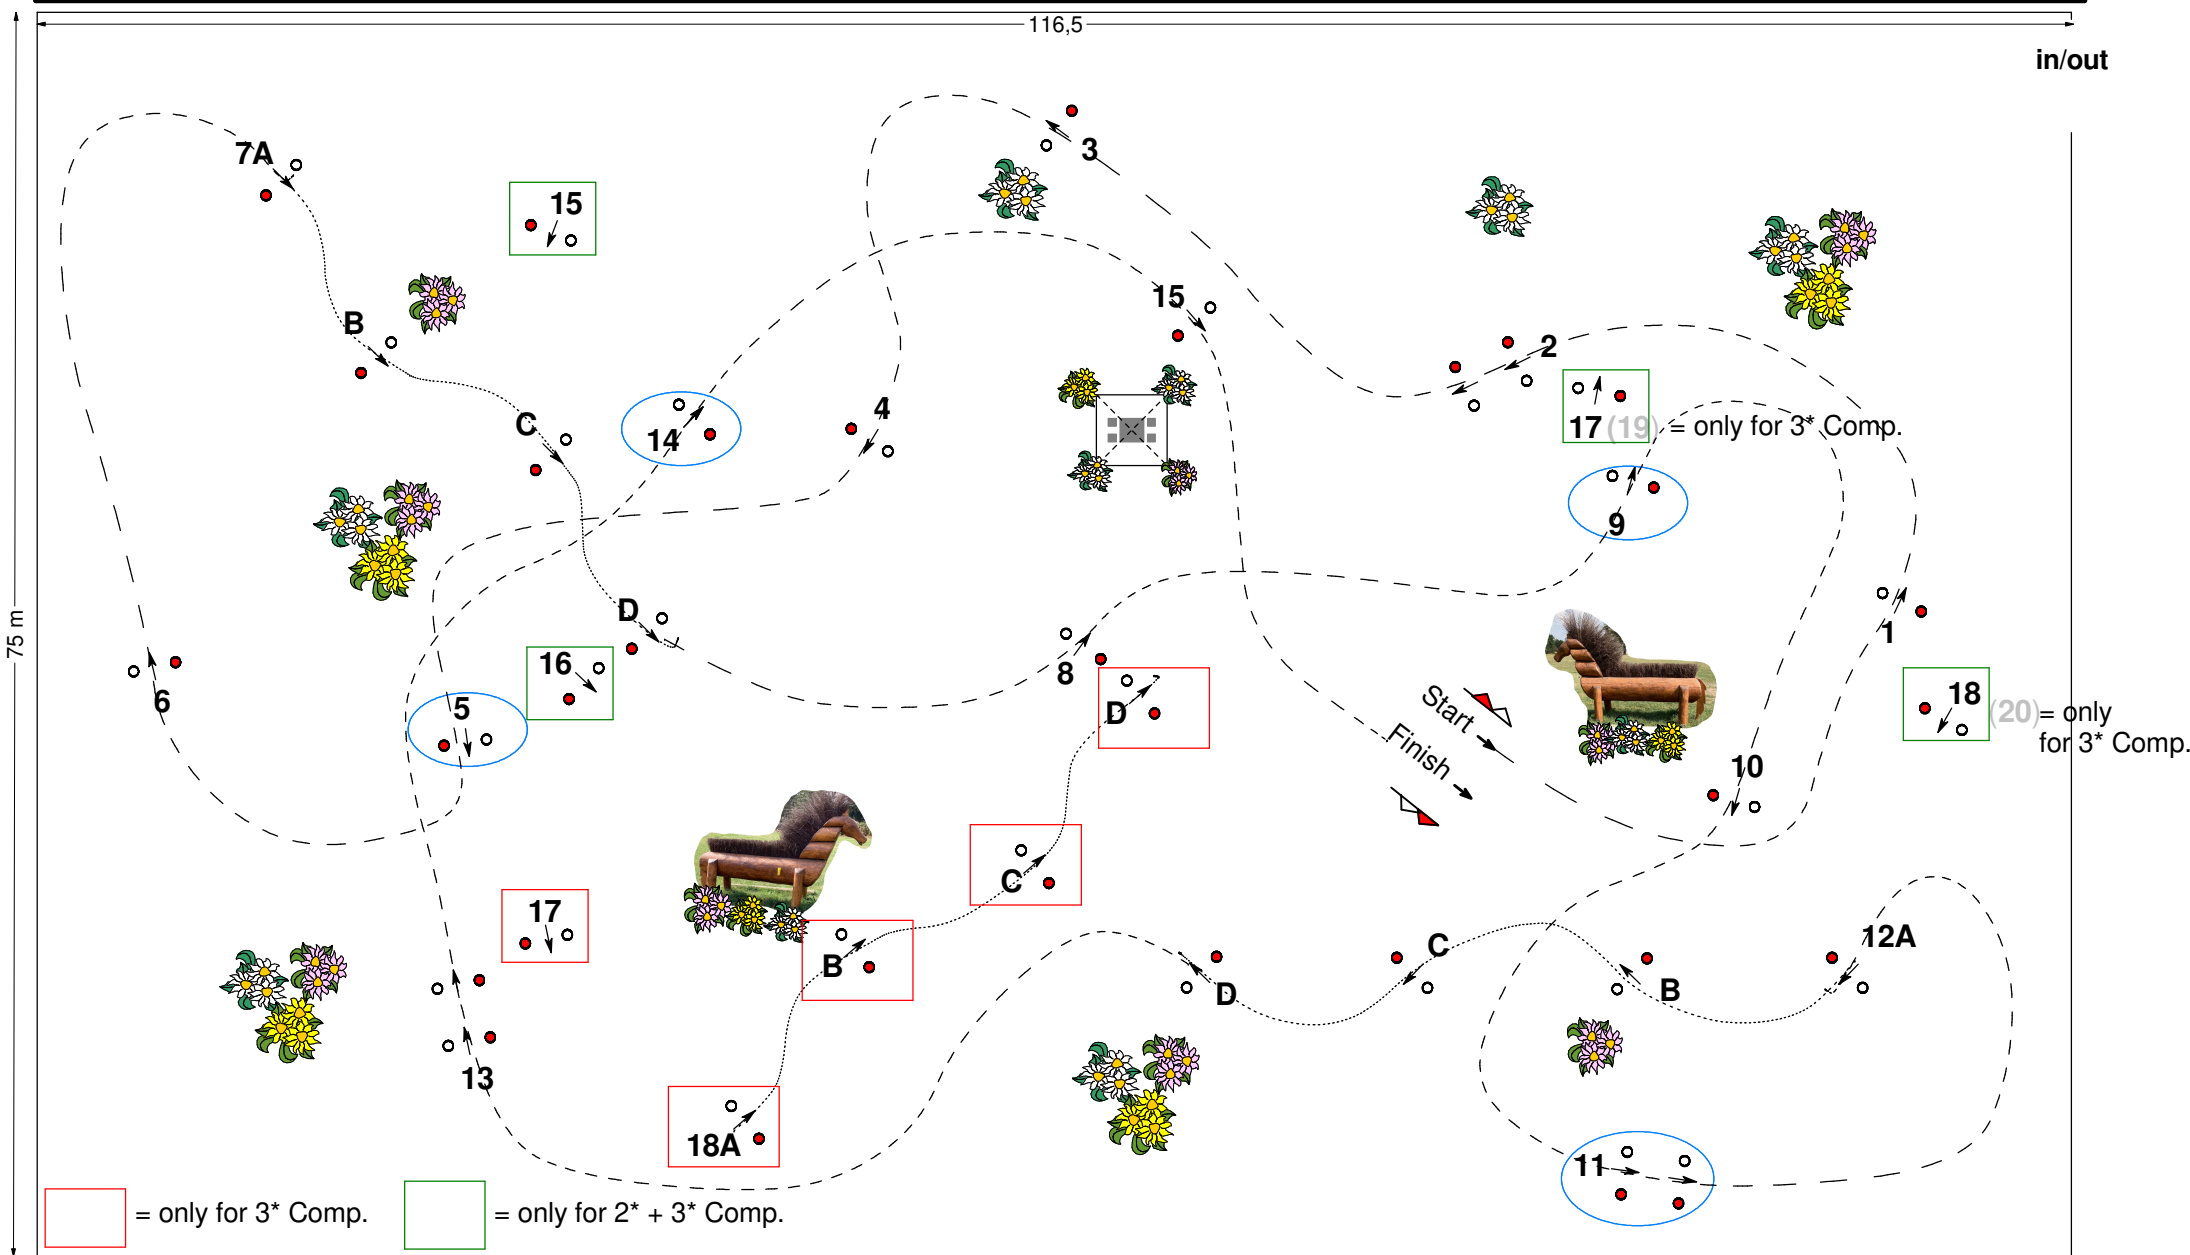 116,5
in/out
75 m
3
7A
15
15
B
2
4
C
14
17 (19) = only for 3* Comp.
9
D
1
16
8
6
5
Start
D
18 (20) = only
for 3* Comp.
Finish
10
C
17
12A
C
B
B
D
13
18A
11
= only for 3* Comp.
= only for 2* + 3* Comp.